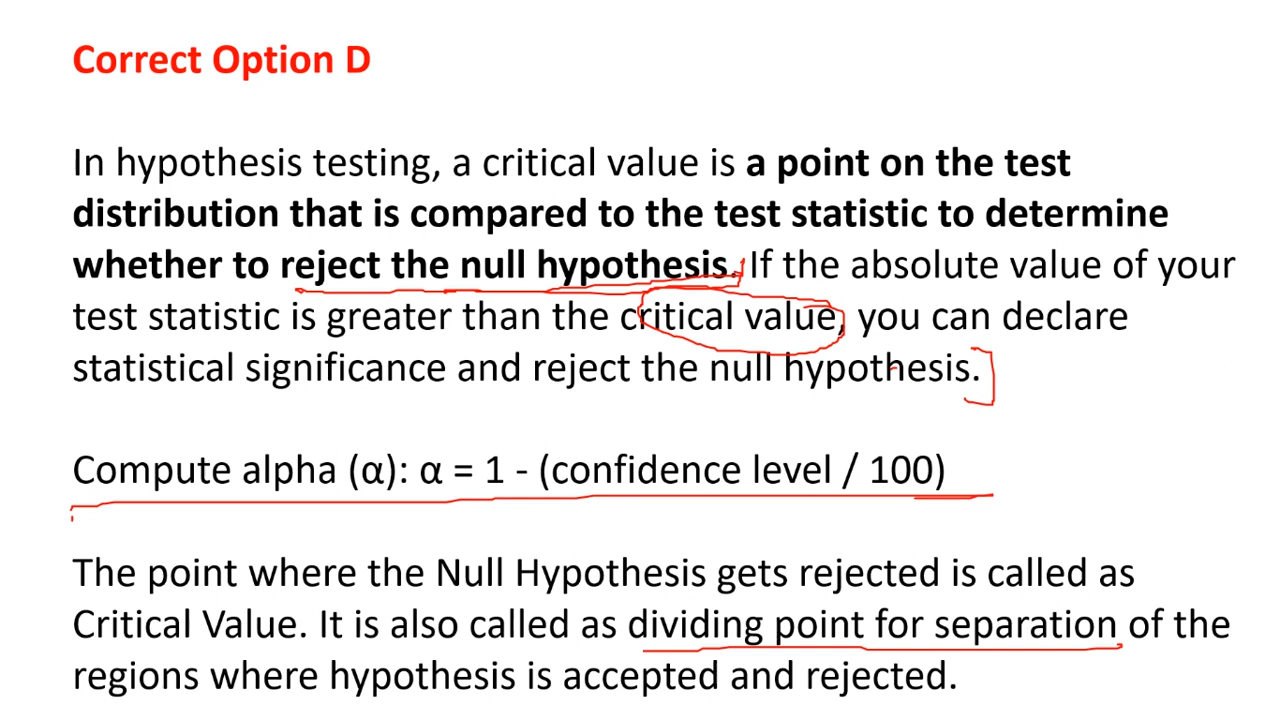 Correct Option D
In hypothesis testing, a critical value is a point on the test
distribution that is compared to the test statistic to determine
whether to reject the null hypothesis. If the absolute value of your
test statistic is greater than the critical value, you can declare
statistical significance and reject the null hypothesis.
Compute alpha (α): α = 1 - (confidence level / 100)
The point where the Null Hypothesis gets rejected is called as
Critical Value. It is also called as dividing point for separation of the
regions where hypothesis is accepted and rejected.